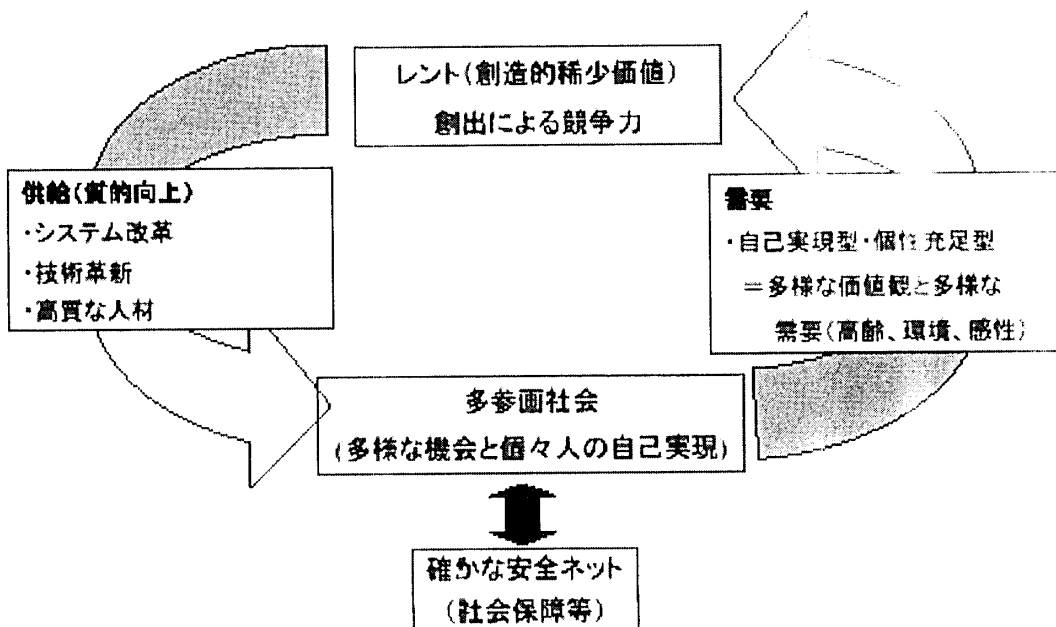 レント(創造的稀少価値)
創出による競争力
供給(質的向上)
・システム改革
・技術革新
・高質な人材
需要
・自己実現型・個性充足型
＝多様な価値観と多様な
需要(高齢、環境、感性)
多参画社会
(多様な機会と個々人の自己実現)
確かな安全ネット
(社会保障等)